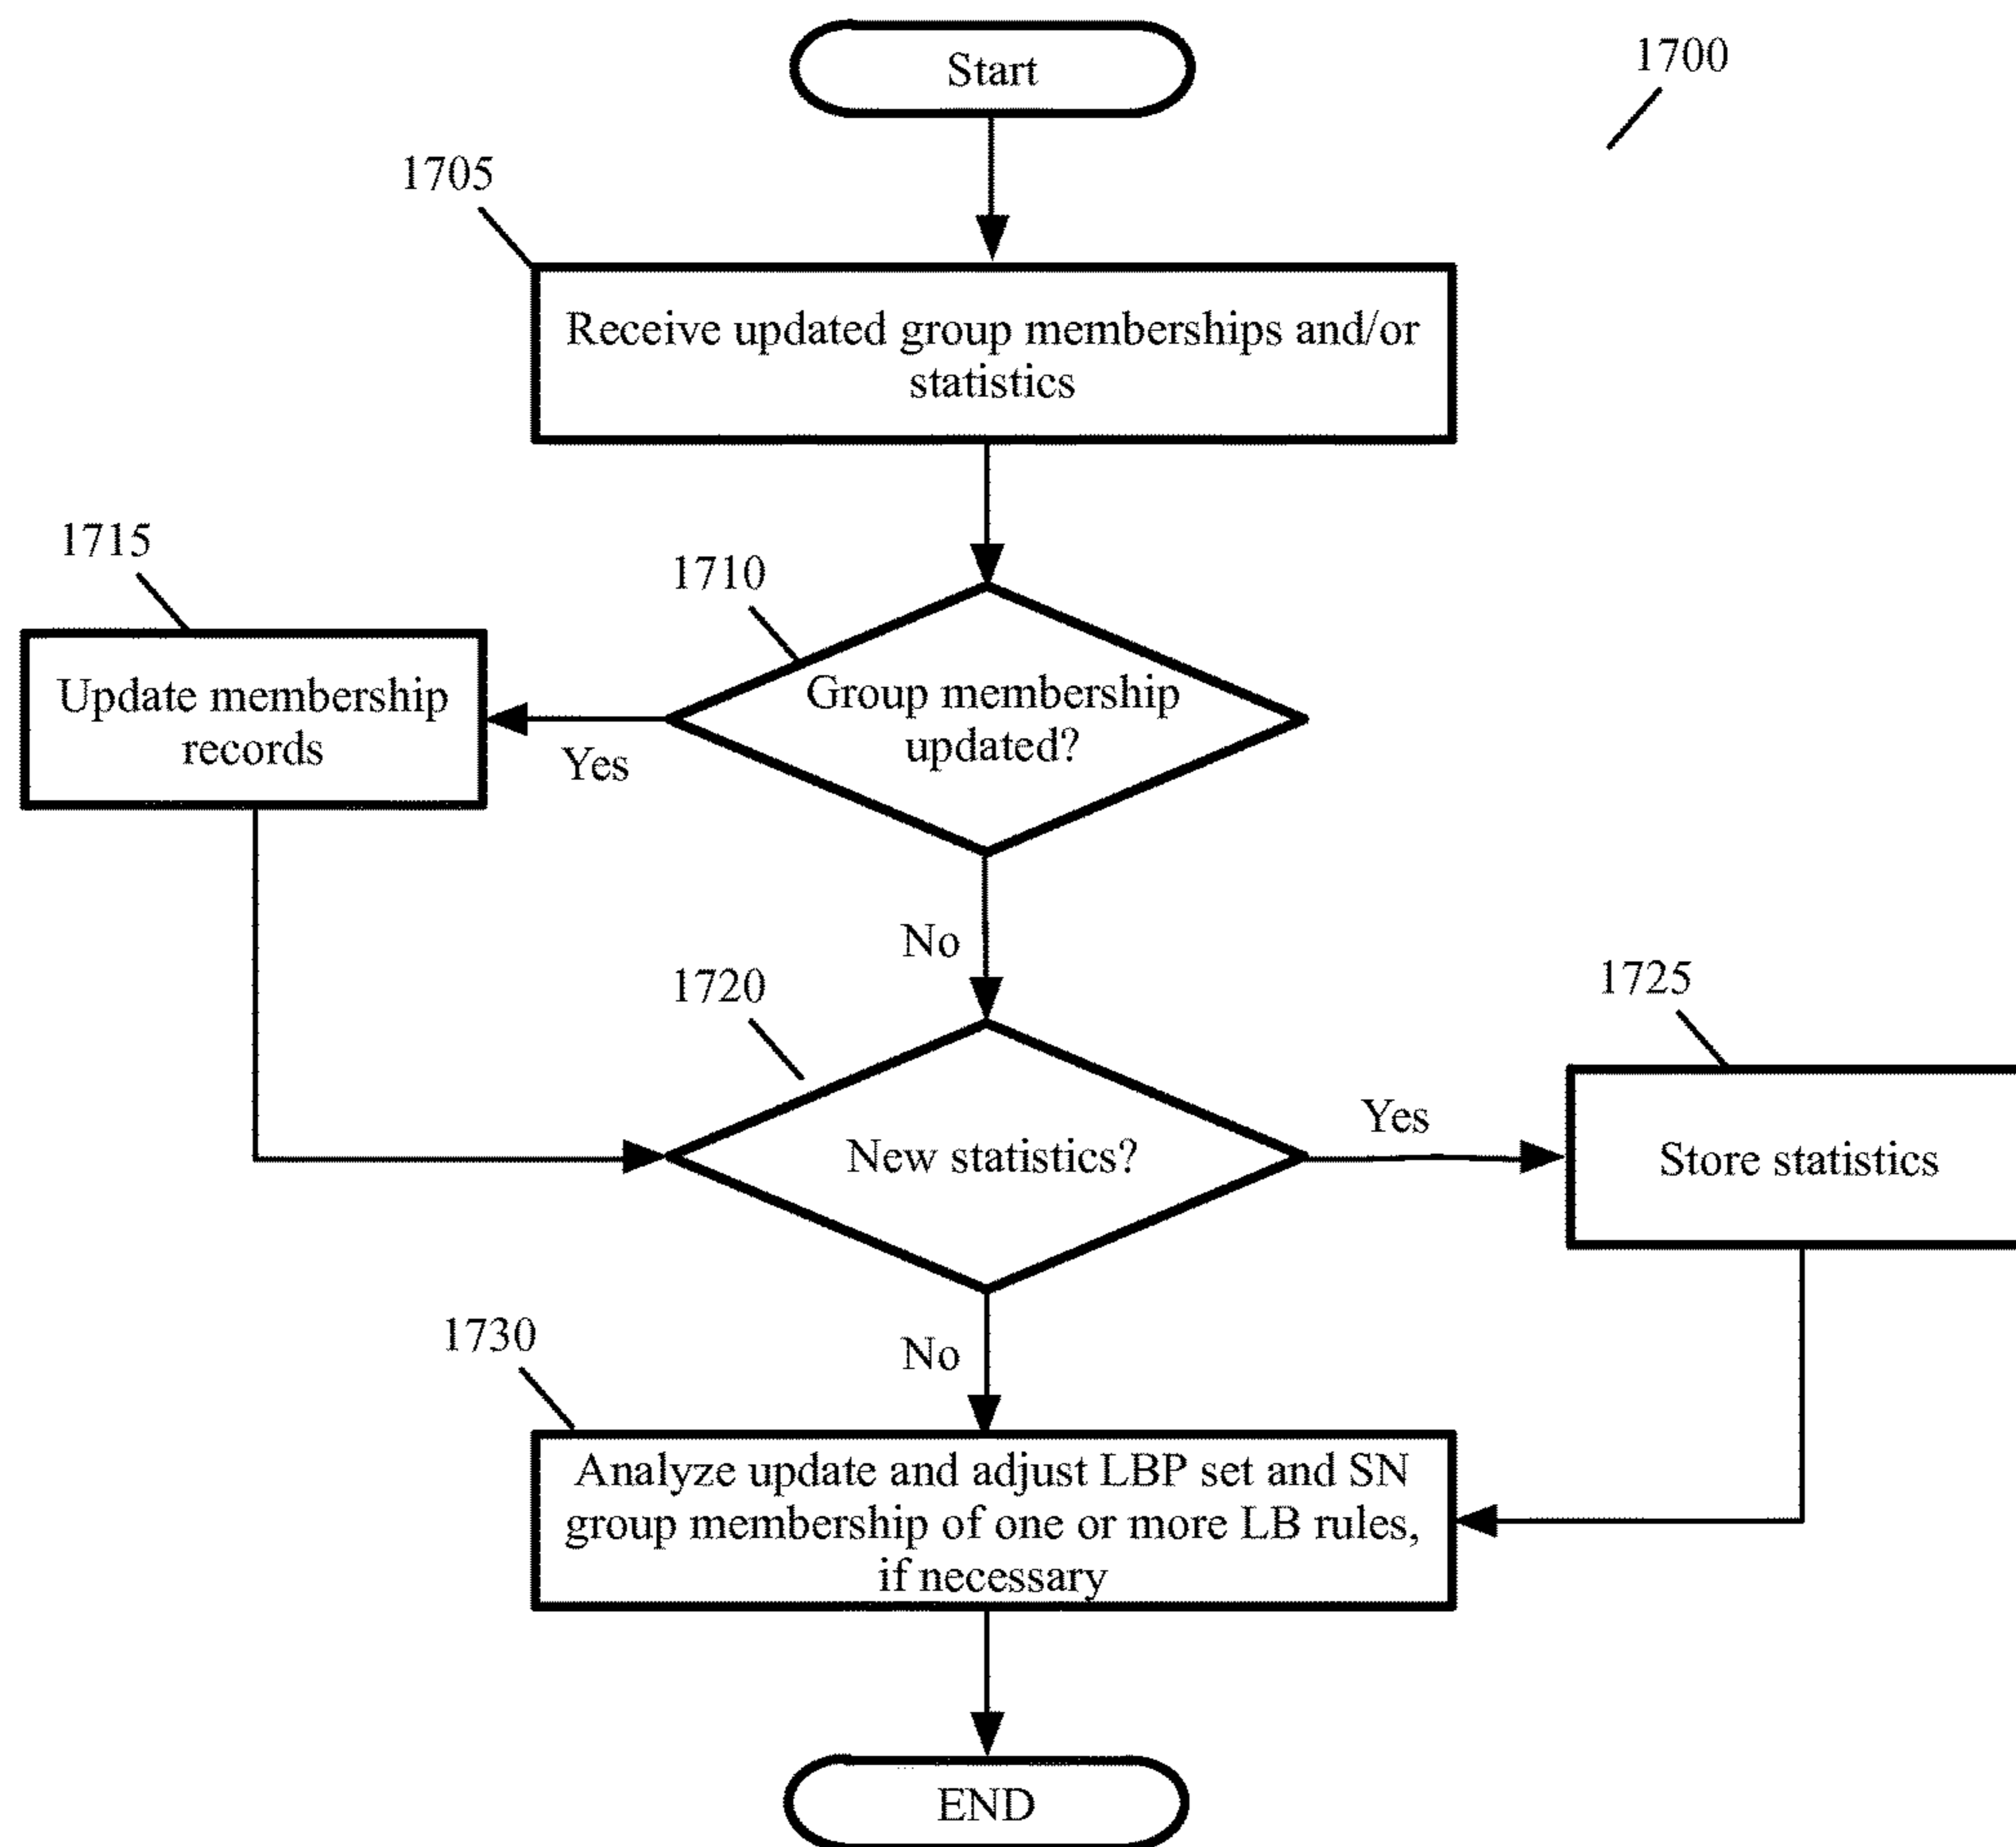 Start
1700
1705
Receive updated group memberships and/or
statistics
1715
1710
Update membership
records
Group membership
updated?
Yes
No
1720
1725
New statistics?
Yes
Store statistics
1730
No
Analyze update and adjust LBP set and SN
group membership of one or more LB rules,
if necessary
END